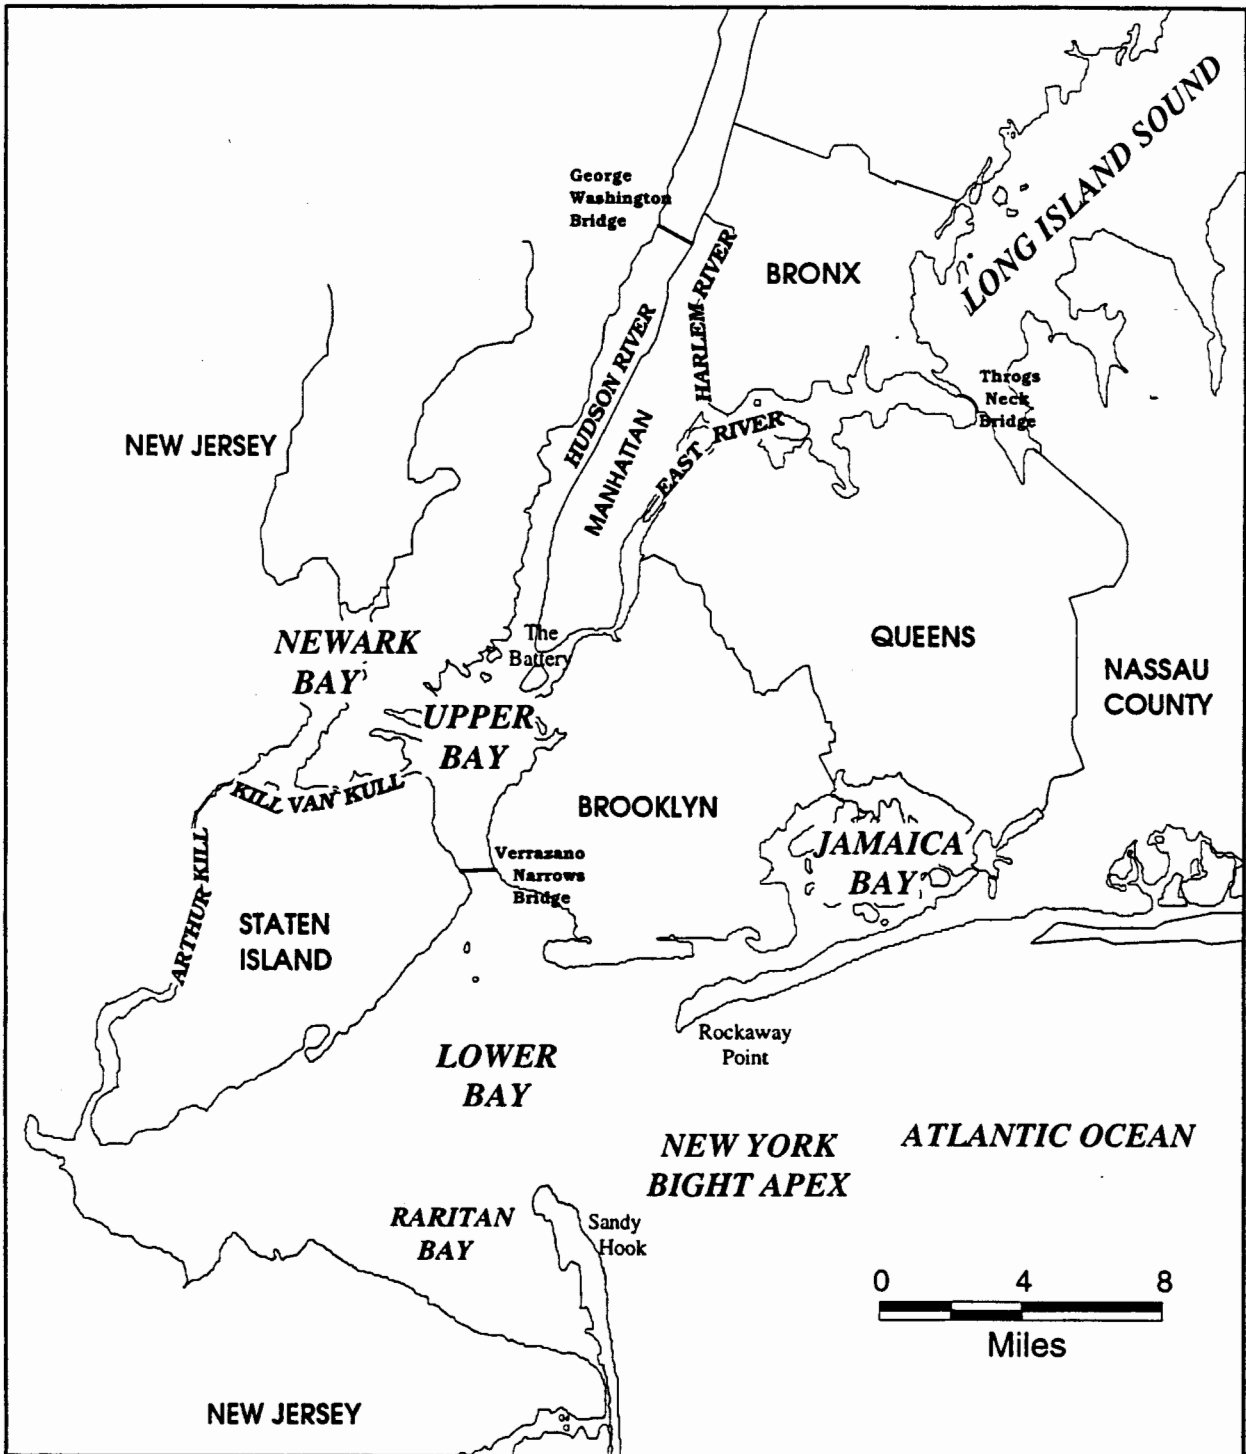 LONG ISLAND SOUND
George
Washington
Bridge
HARLEM RIVER
BRONX
HUDSON RIVER
Throgs
Neck
Bridge
NEW JERSEY
MANHATTAN
EAST RIVER
NEWARK
BAY
The
Battery
QUEENS
NASSAU
COUNTY
UPPER
BAY
KILL VAN KULL
BROOKLYN
JAMAICA
BAY
Verrazano
Narrows
Bridge
ARTHUR KILL
STATEN
ISLAND
Rockaway
Point
LOWER
BAY
NEW YORK
BIGHT APEX
ATLANTIC OCEAN
RARITAN
BAY
Sandy
Hook
0 4 8
Miles
NEW JERSEY